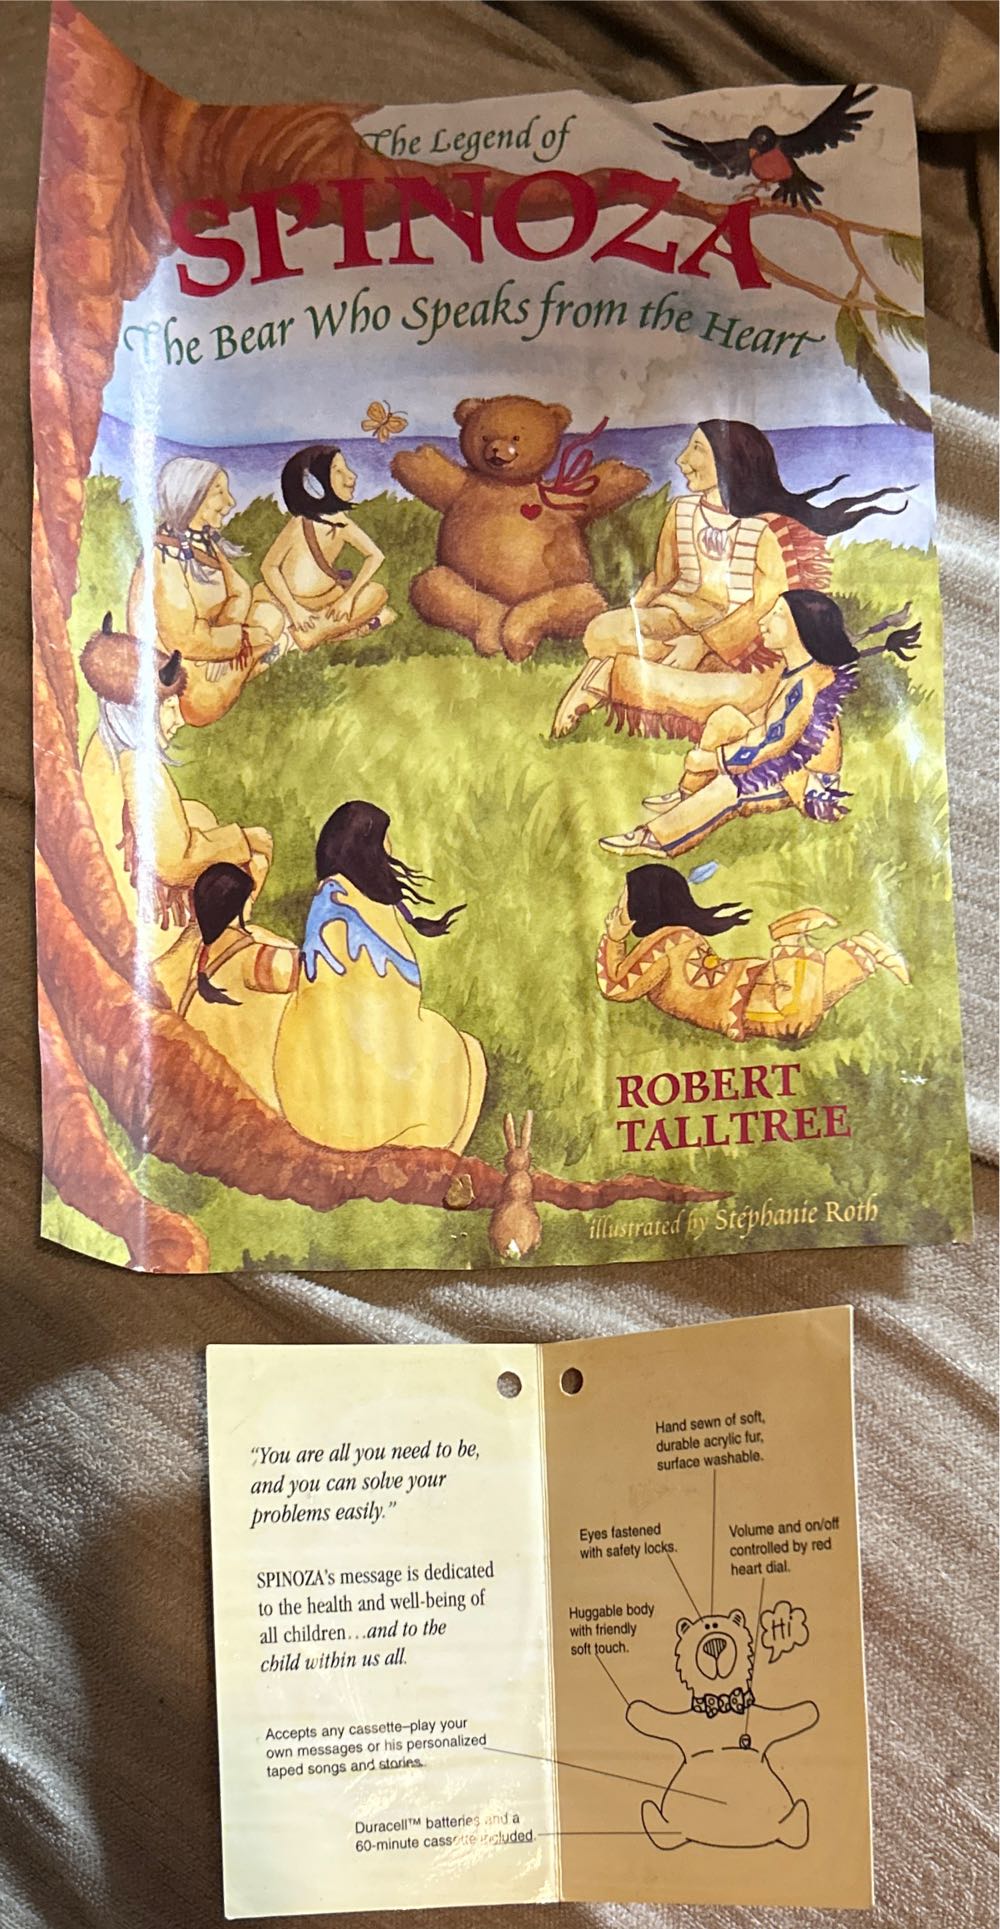 The Legend of
SPINOZA
The Bear Who Speaks from the Heart
ROBERT
TALLTREE
illustrated by Stéphanie Roth
"You are all you need to be,
and you can solve your
problems easily."
SPINOZA's message is dedicated
to the health and well-being of
all children...and to the
child within us all.
Accepts any cassette–play your
own messages or his personalized
taped songs and stories.
Duracell™ batteries and a
60-minute cassette included.
Hand sewn of soft,
durable acrylic fur,
surface washable.
Eyes fastened
with safety locks.
Volume and on/off
controlled by red
heart dial.
Huggable body
with friendly
soft touch.
Hi